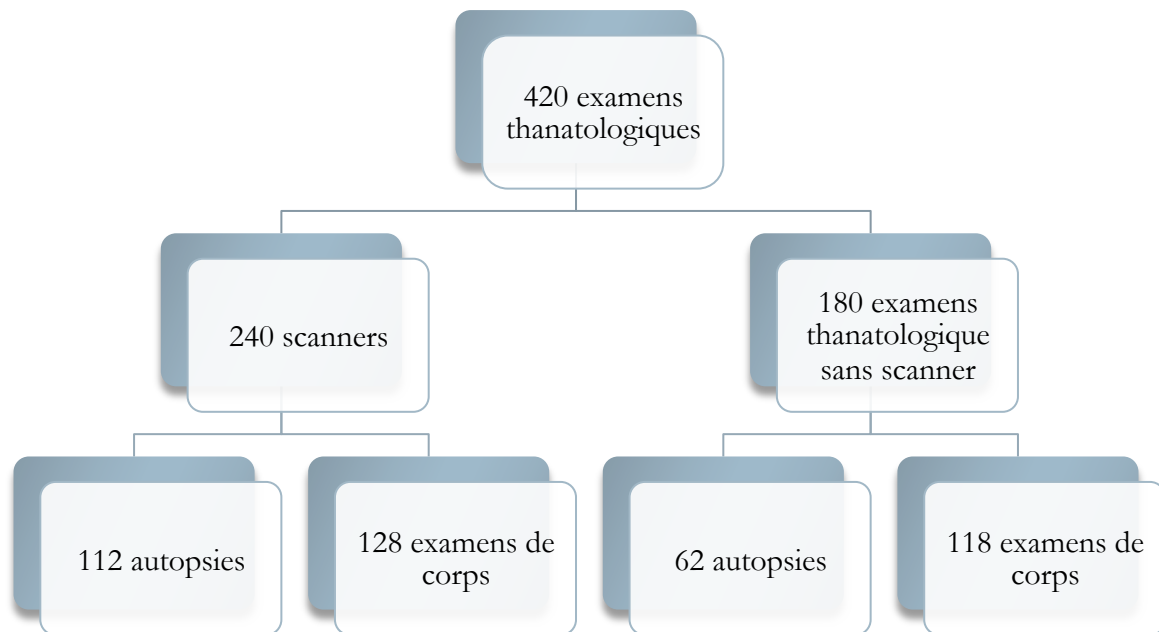 420 examens
thanatologiques
240 scanners
180 examens
thanatologique
sans scanner
112 autopsies
128 examens de
corps
62 autopsies
118 examens de
corps